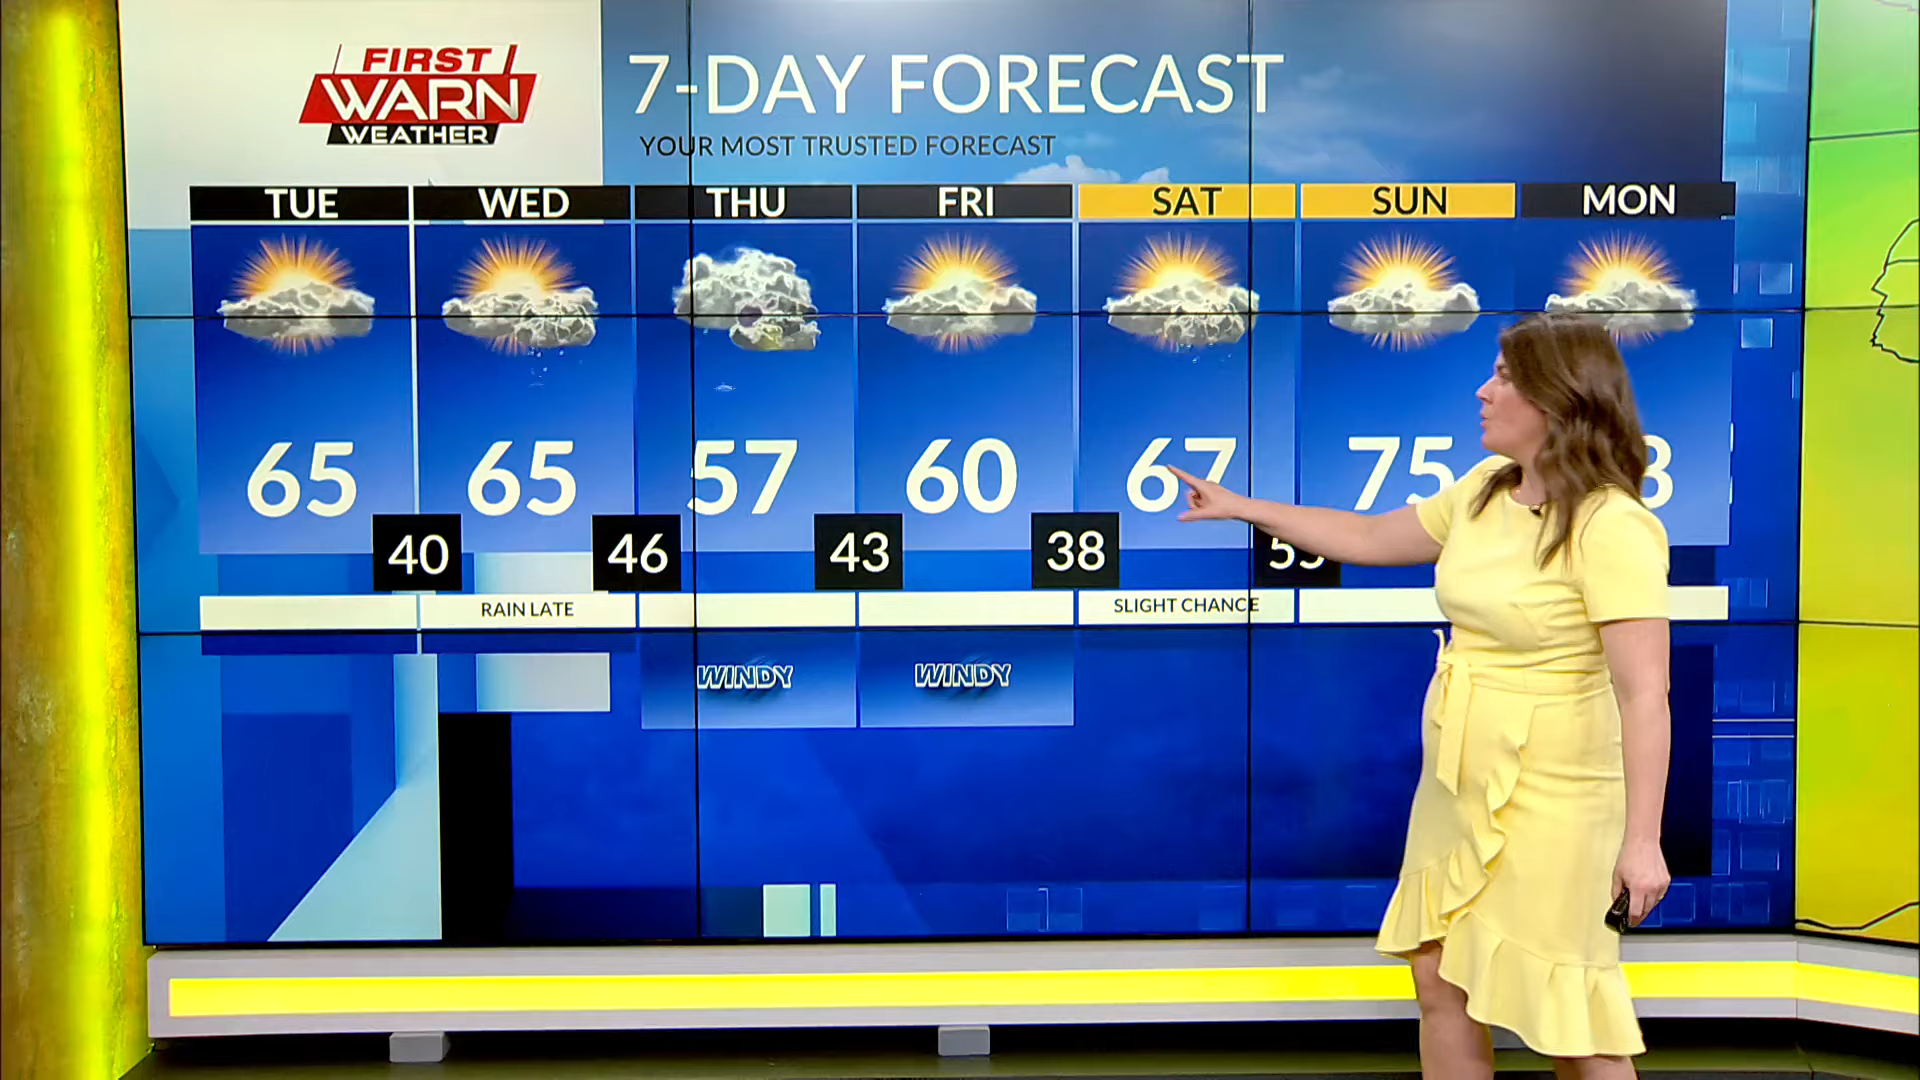 FIRST
WARN
WEATHER
7-DAY FORECAST
YOUR MOST TRUSTED FORECAST
TUE WED THU FRI SAT SUN MON
65 65 57 60 67 75
40 46 43 38
RAIN LATE SLIGHT CHANCE
WINDY WINDY